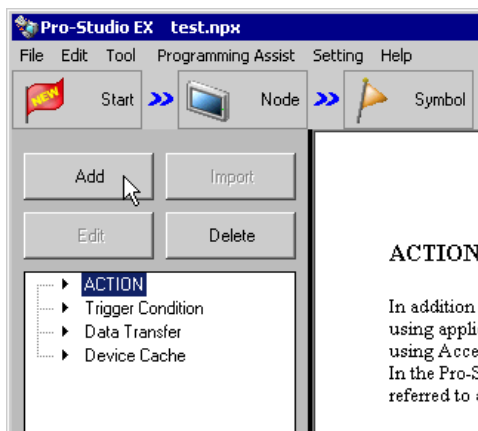 Pro-Studio EX test.npx
File Edit Tool Programming Assist Setting Help
NEW Start Node Symbol
Add Import
Edit Delete
ACTION
Trigger Condition
Data Transfer
Device Cache
ACTION
In addition
using appli
using Acce
In the Pro-S
referred to a